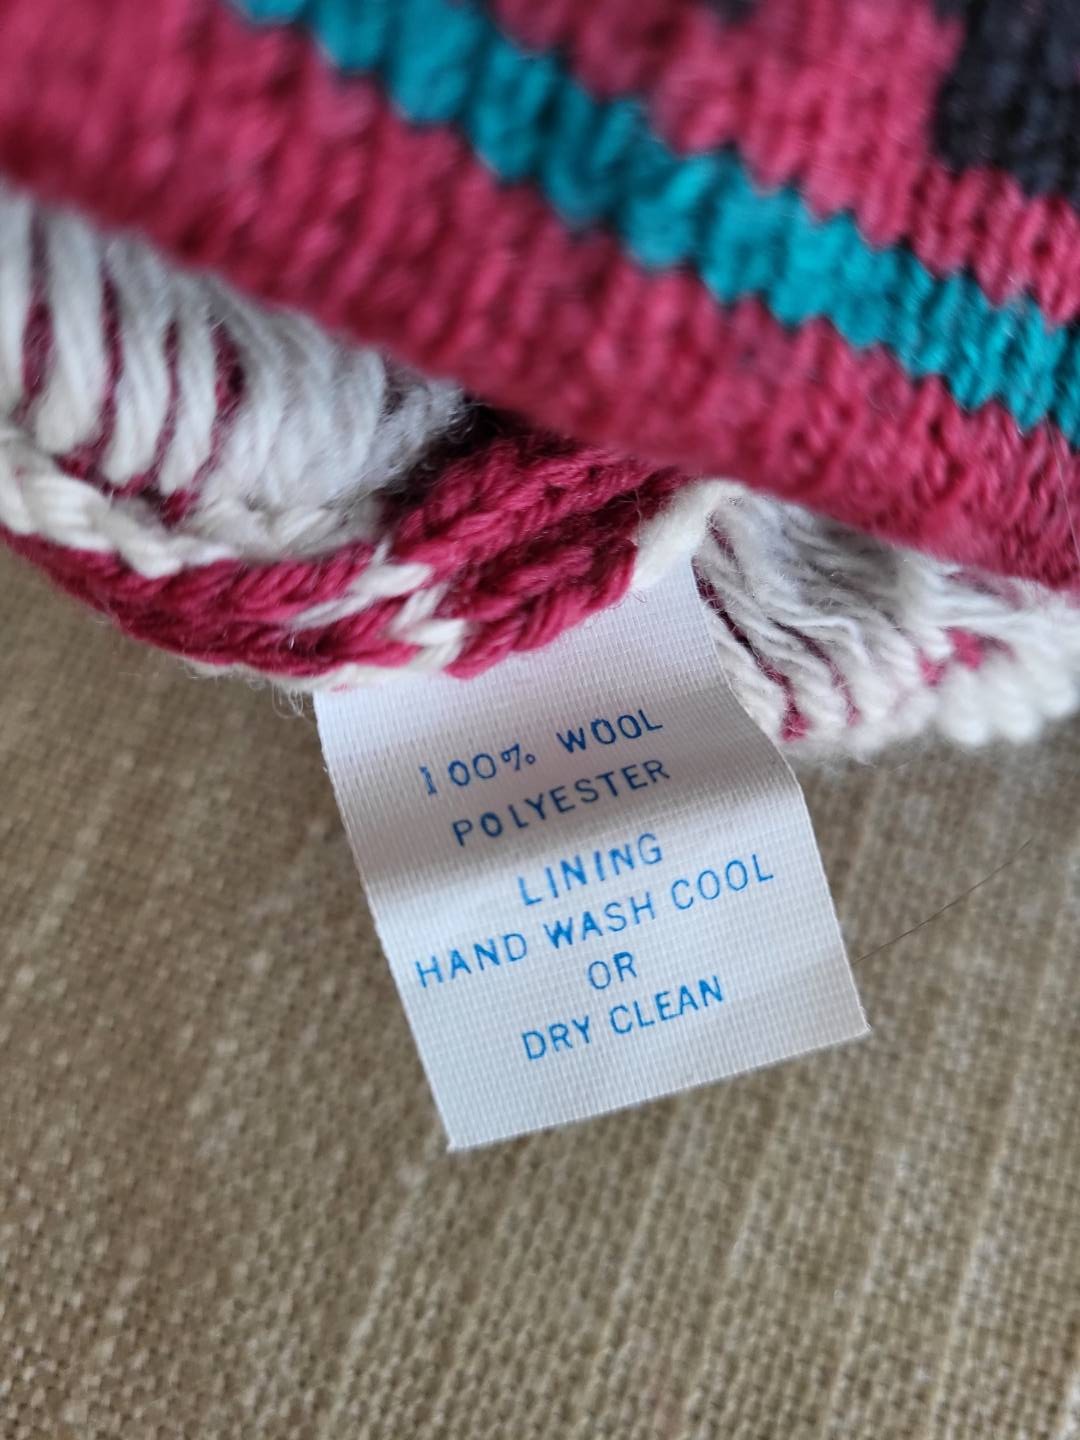 100% WOOL
POLYESTER
LINING
HAND WASH COOL
OR
DRY CLEAN